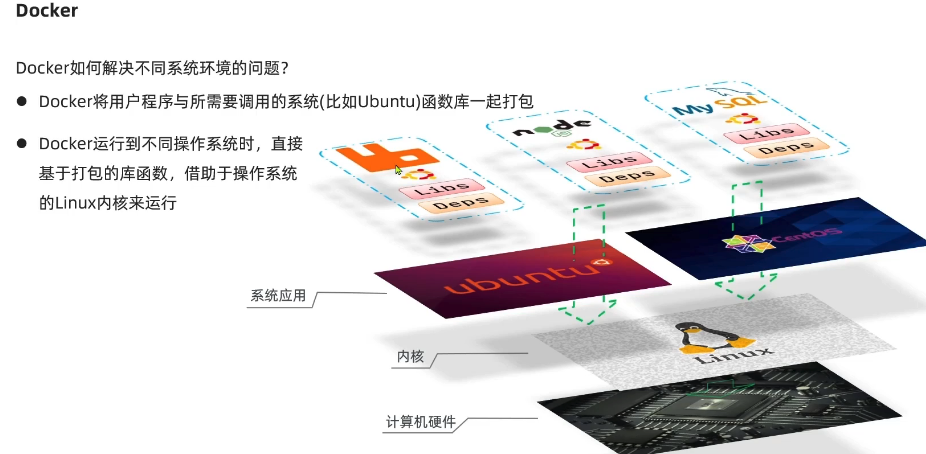 Docker
Docker如何解决不同系统环境的问题?
● Docker将用户程序与所需要调用的系统(比如Ubuntu)函数库一起打包
● Docker运行到不同操作系统时，直接
基于打包的库函数，借助于操作系统
的Linux内核来运行
Libs
Deps
node
JS
Libs
Deps
MySQL
Libs
Deps
ubuntu
CentOS
系统应用
Linux
内核
计算机硬件